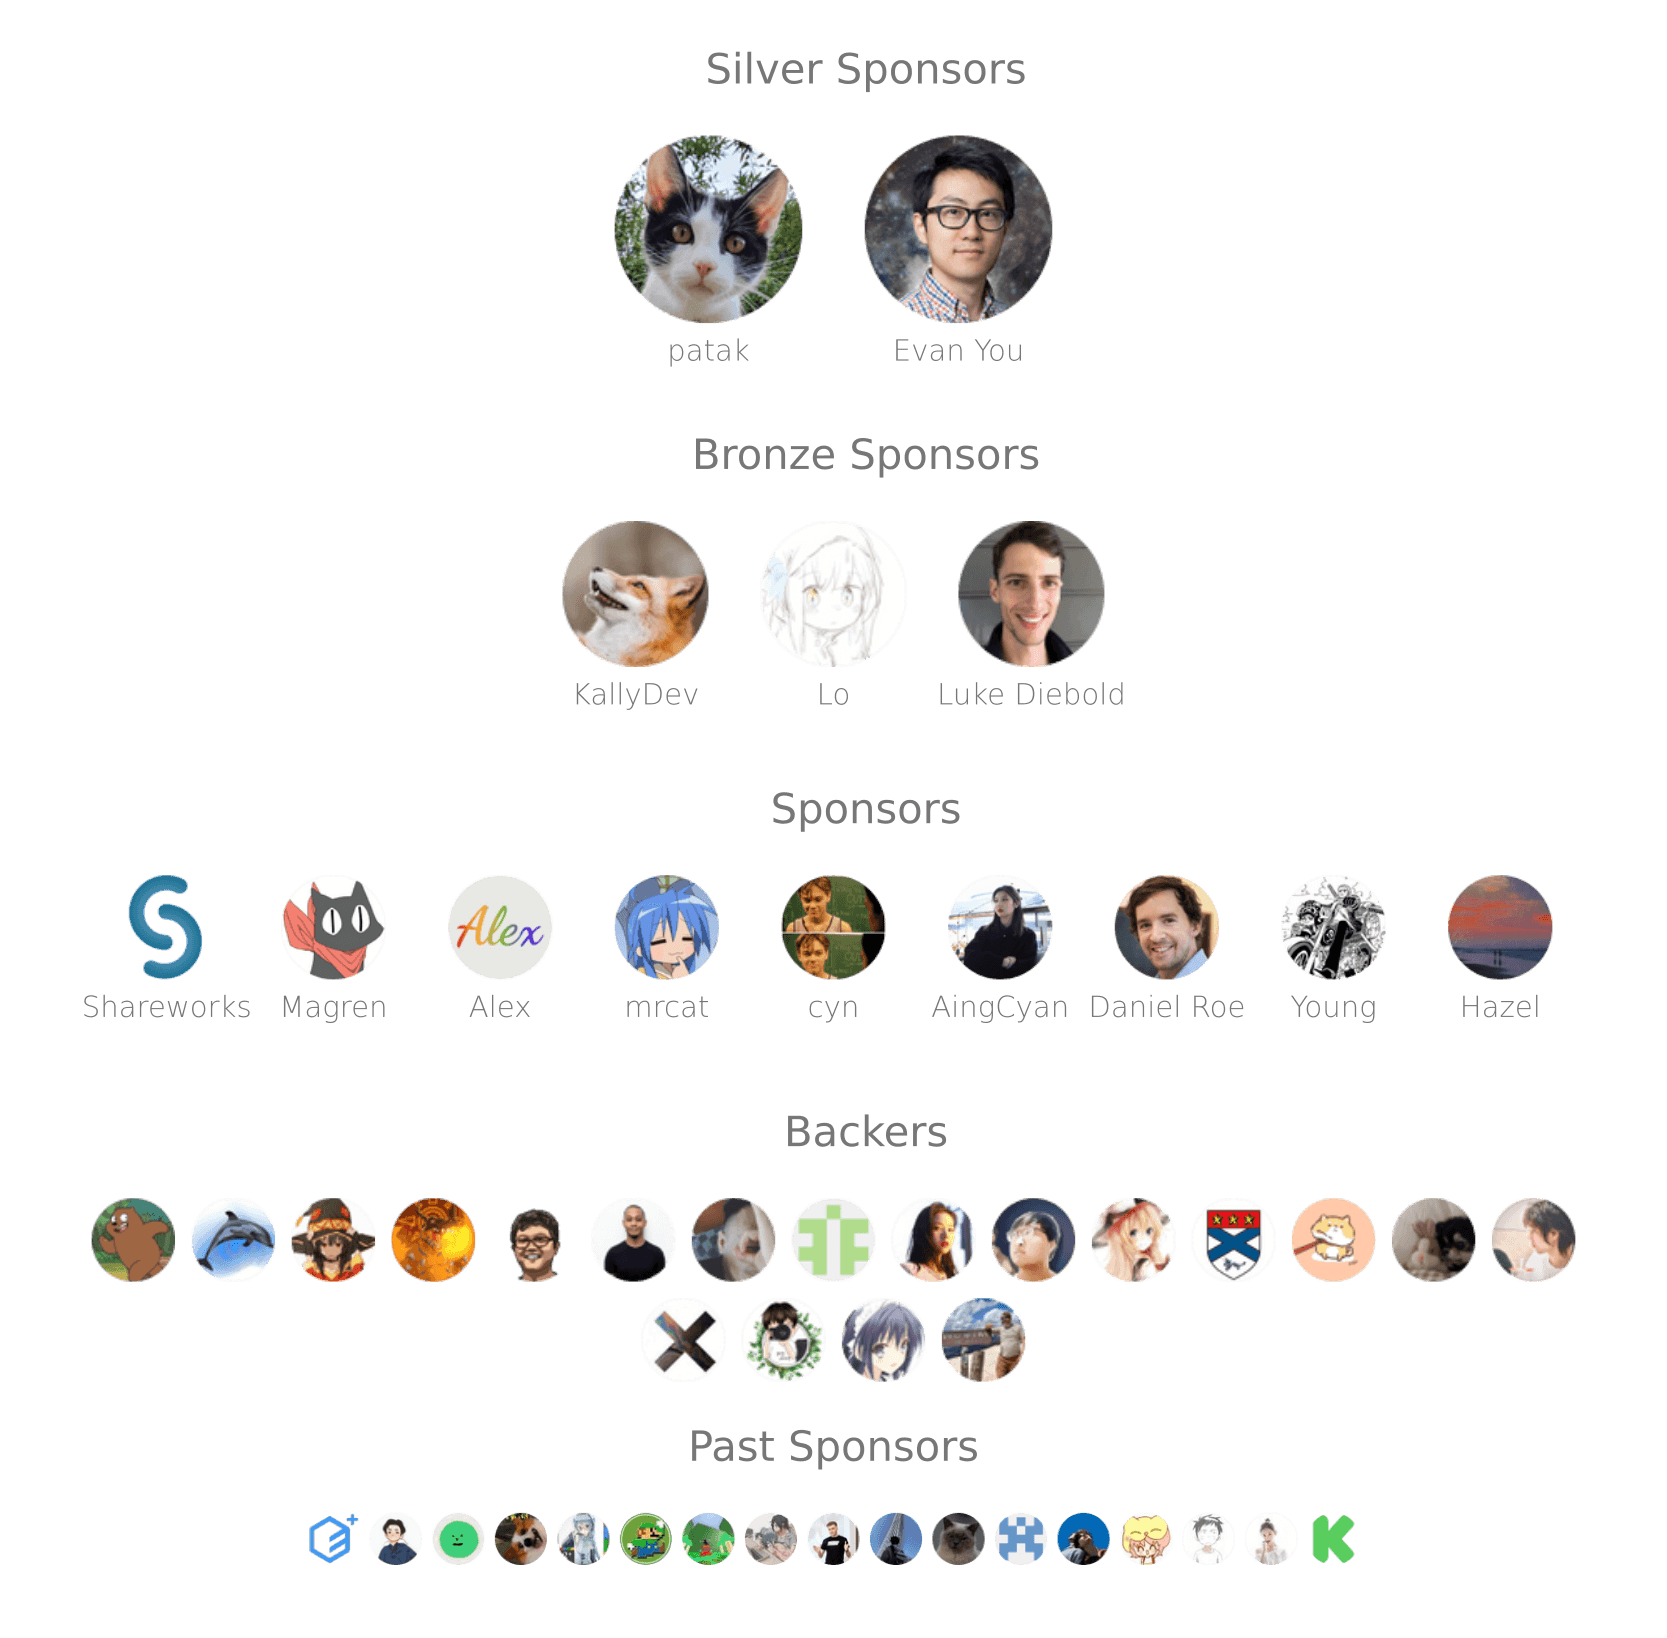 Silver Sponsors
patak Evan You
Bronze Sponsors
KallyDev Lo Luke Diebold
Sponsors
Alex
Shareworks Magren Alex mrcat cyn AingCyan Daniel Roe Young Hazel
Backers
Past Sponsors